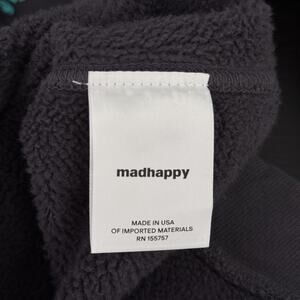 madhappy
MADE IN USA
OF IMPORTED MATERIALS
RN 155757